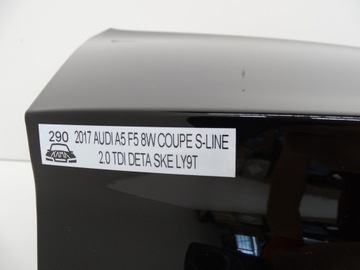 290 2017 AUDI A5 F5 8W COUPE S-LINE
2.0 TDI DETA SKE LY9T